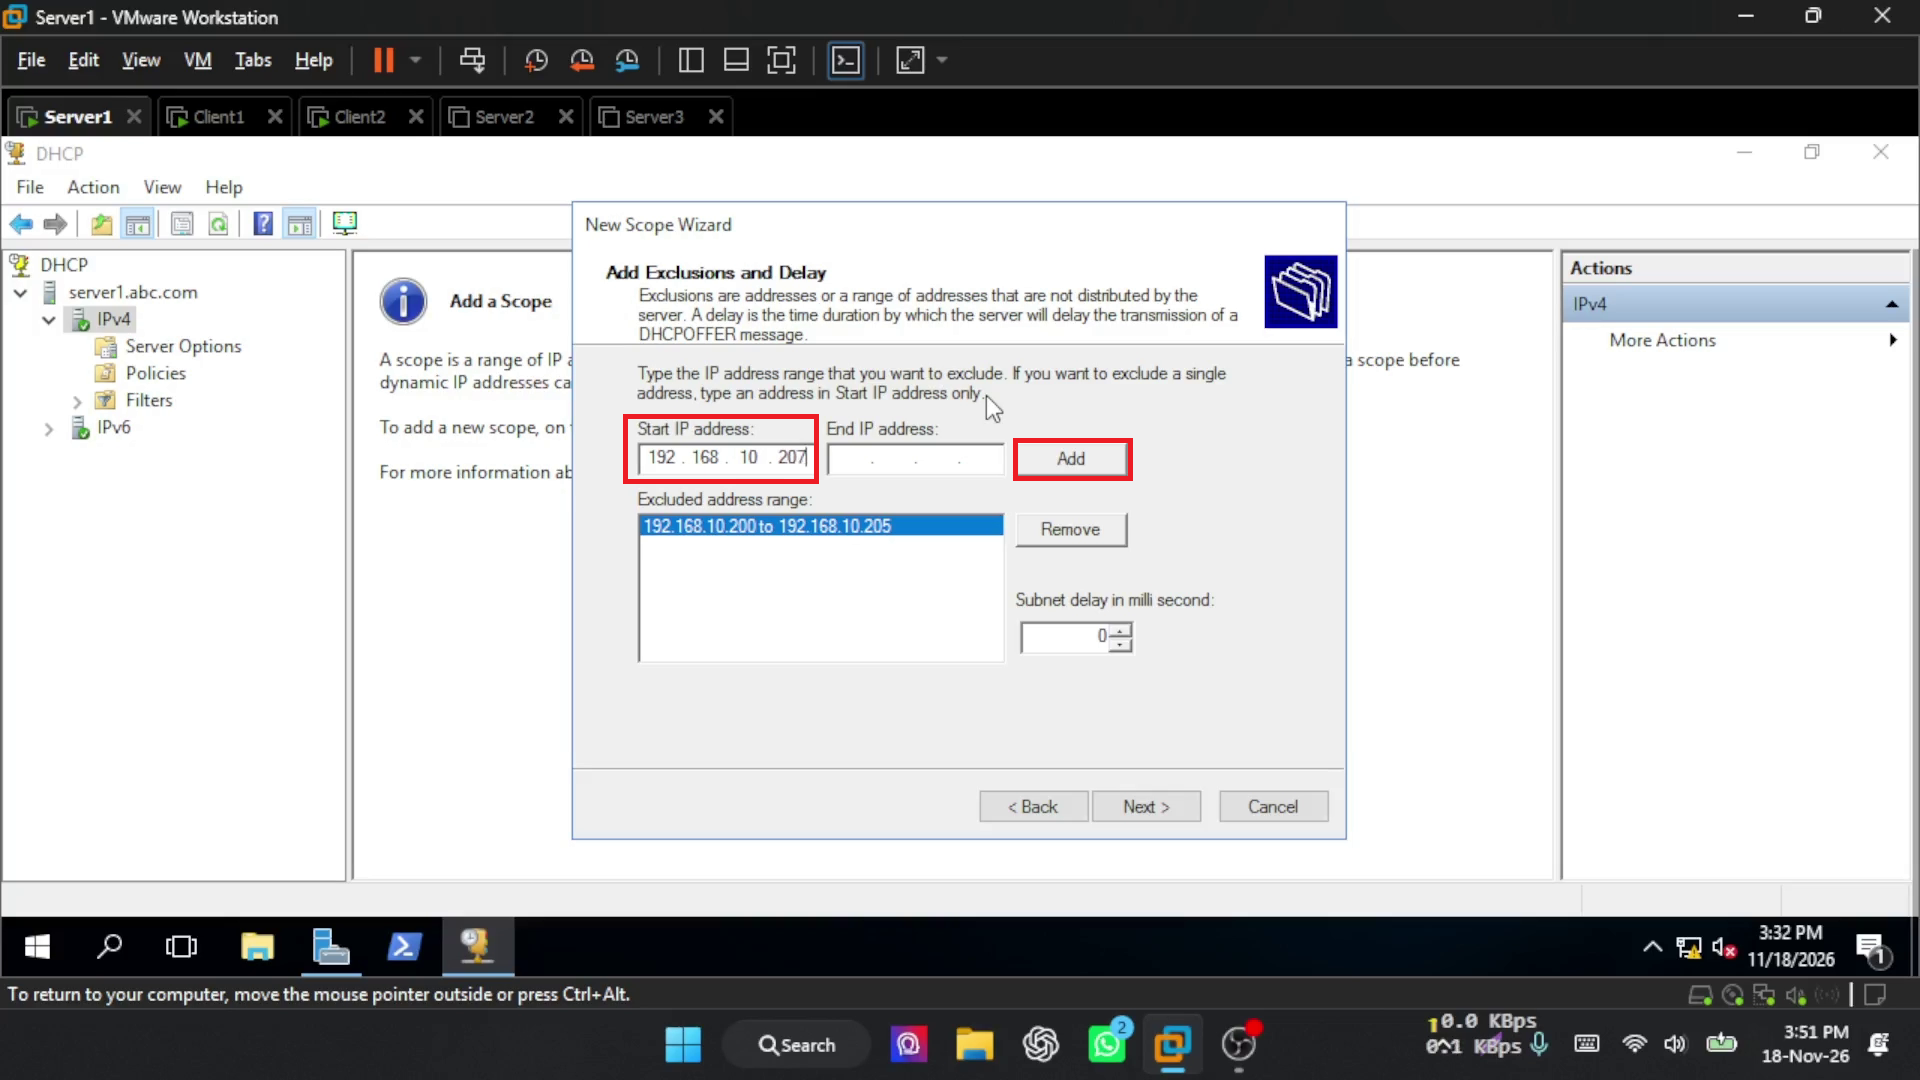 Server1 - VMware Workstation
File Edit View VM Tabs Help
Server1 Client1 Client2 Server2 Server3
DHCP
File Action View Help
DHCP
server1.abc.com
IPv4
Server Options
Policies
Filters
IPv6
Add a Scope
A scope is a range of IP a
a scope before
dynamic IP addresses ca
To add a new scope, on
For more information ab
New Scope Wizard
Add Exclusions and Delay
Exclusions are addresses or a range of addresses that are not distributed by the
server. A delay is the time duration by which the server will delay the transmission of a
DHCPOFFER message.
Type the IP address range that you want to exclude. If you want to exclude a single
address, type an address in Start IP address only.
Start IP address: End IP address:
192 . 168 . 10 . 207 . . . Add
Excluded address range:
192.168.10.200 to 192.168.10.205
Remove
Subnet delay in milli second:
0
< Back Next > Cancel
Actions
IPv4
More Actions
3:32 PM
11/18/2026
1
To return to your computer, move the mouse pointer outside or press Ctrl+Alt.
Search
2
0.0 KBps
0.1 KBps
3:51 PM
18-Nov-26